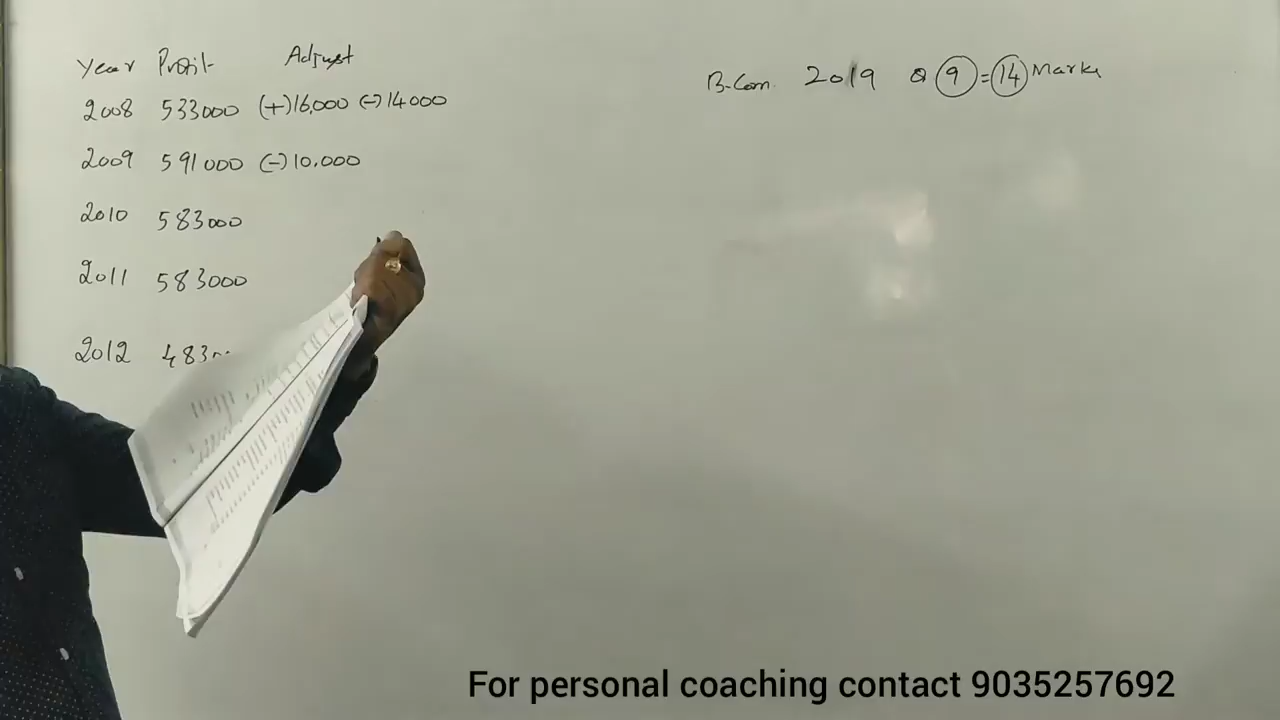 Year Profit Adjust
2008 533000 (+)16,000 (-)14000
2009 591000 (-)10,000
2010 583000
2011 583000
2012 4830
B.Com. 2019 Q 9 = 14 Marks
For personal coaching contact 9035257692